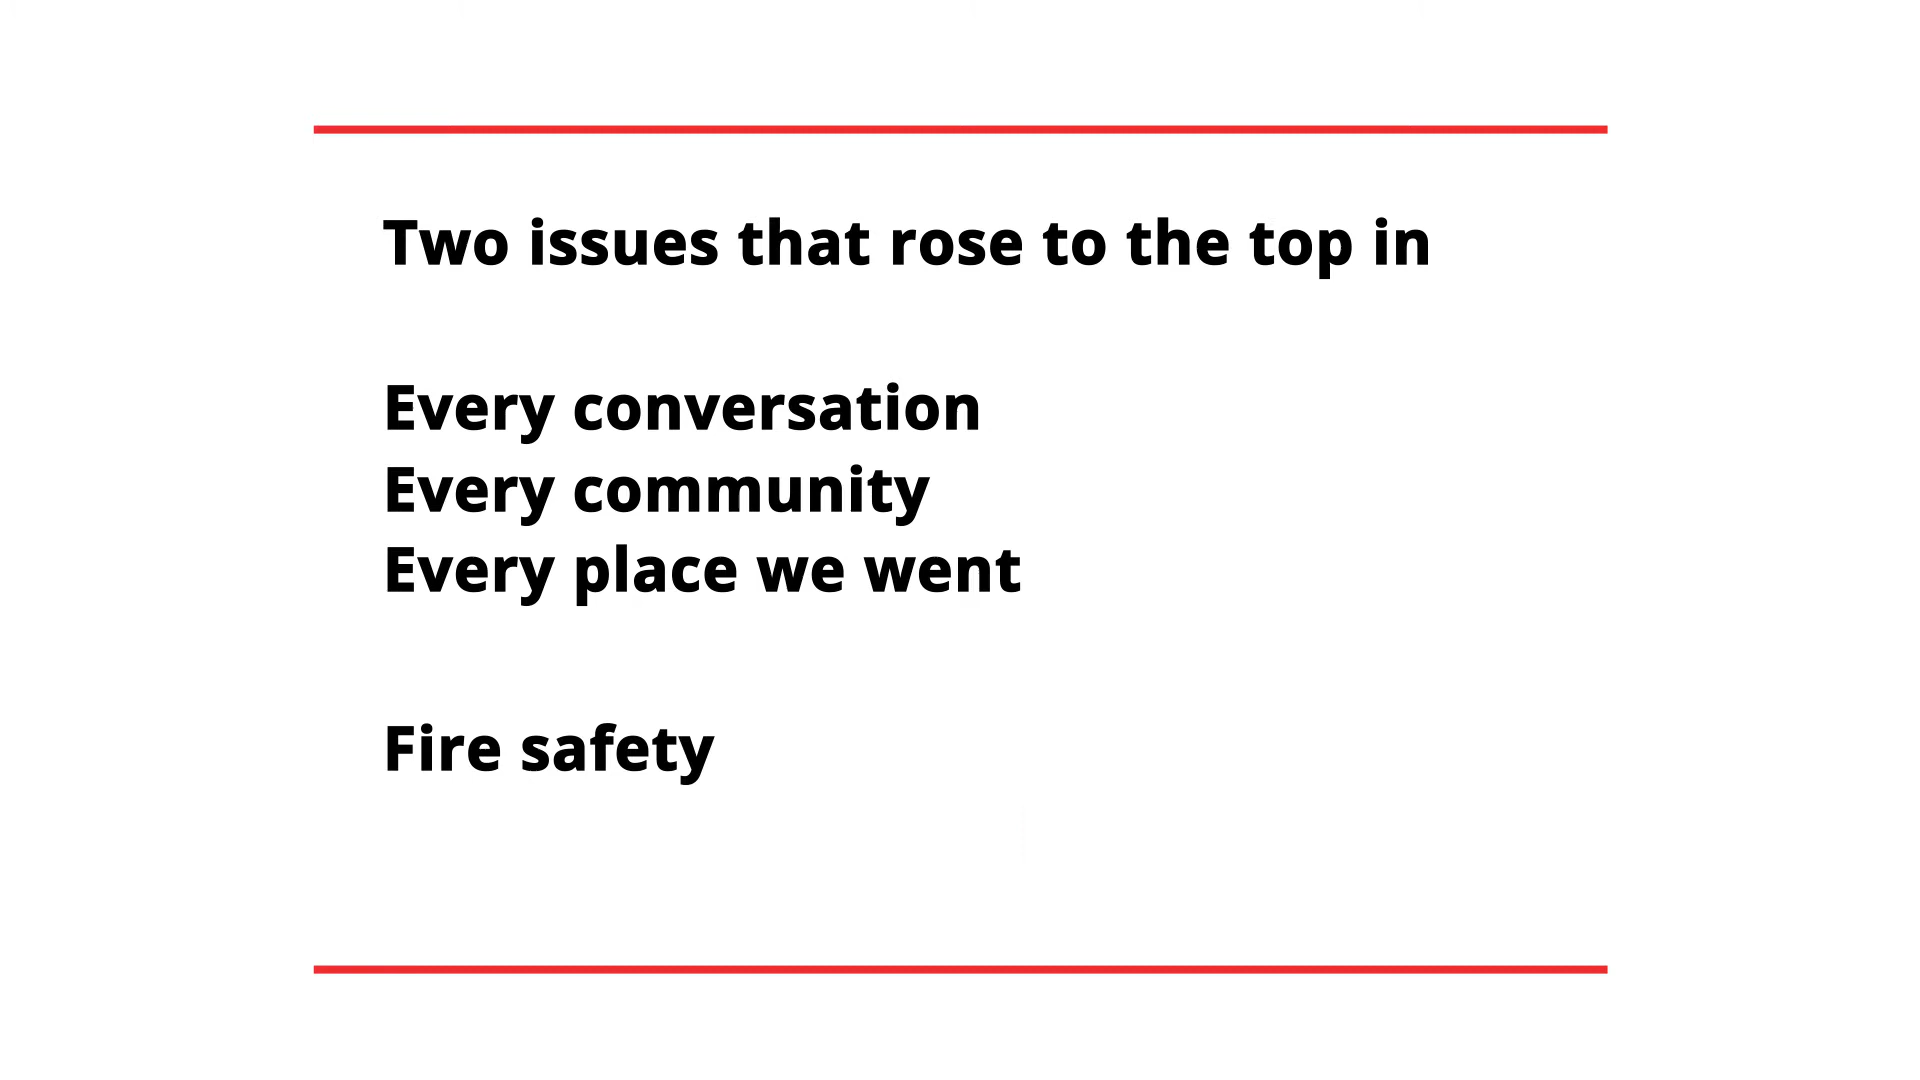 Two issues that rose to the top in
Every conversation
Every community
Every place we went
Fire safety